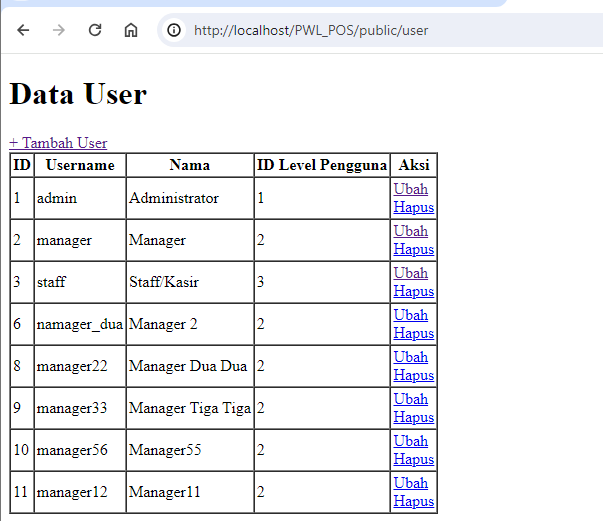 http://localhost/PWL_POS/public/user
Data User
+ Tambah User
ID Username Nama ID Level Pengguna Aksi
1 admin Administrator 1 Ubah
Hapus
2 manager Manager 2 Ubah
Hapus
3 staff Staff/Kasir 3 Ubah
Hapus
6 namager_dua Manager 2 2 Ubah
Hapus
8 manager22 Manager Dua Dua 2 Ubah
Hapus
9 manager33 Manager Tiga Tiga 2 Ubah
Hapus
10 manager56 Manager55 2 Ubah
Hapus
11 manager12 Manager11 2 Ubah
Hapus